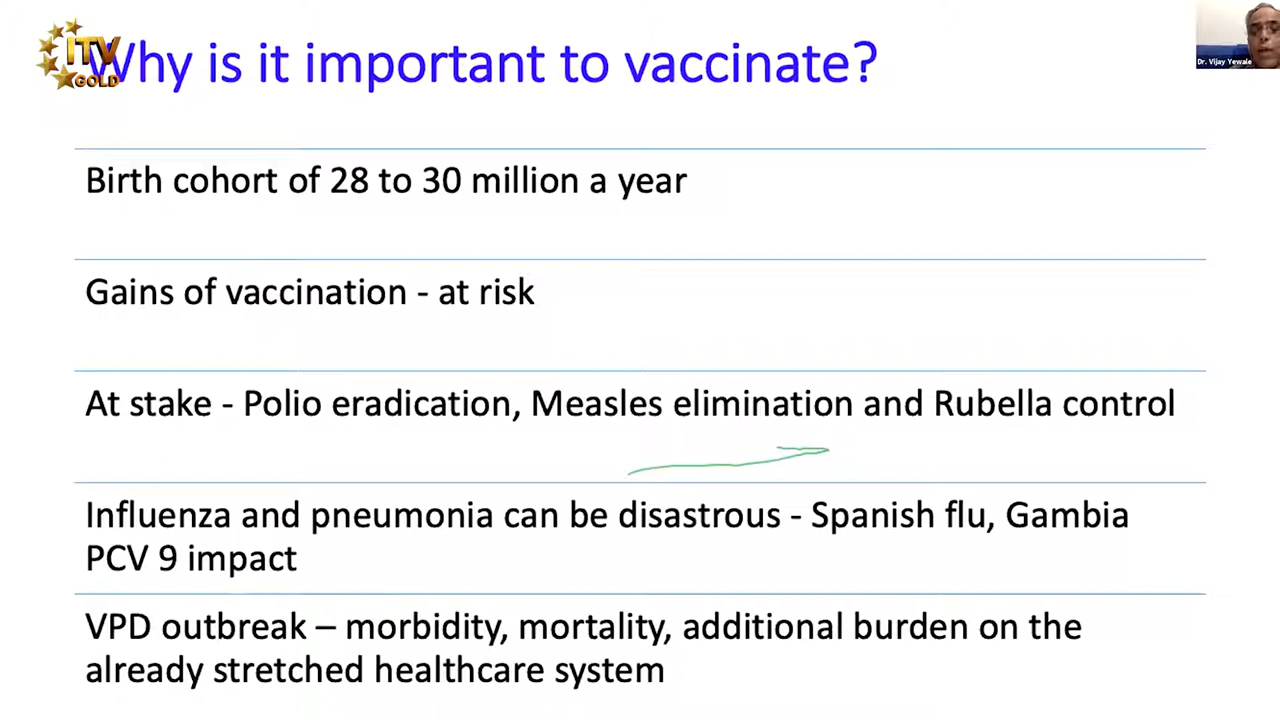 ITV
GOLD
Why is it important to vaccinate?
Dr. Vijay Yewale
Birth cohort of 28 to 30 million a year
Gains of vaccination - at risk
At stake - Polio eradication, Measles elimination and Rubella control
Influenza and pneumonia can be disastrous - Spanish flu, Gambia
PCV 9 impact
VPD outbreak – morbidity, mortality, additional burden on the
already stretched healthcare system